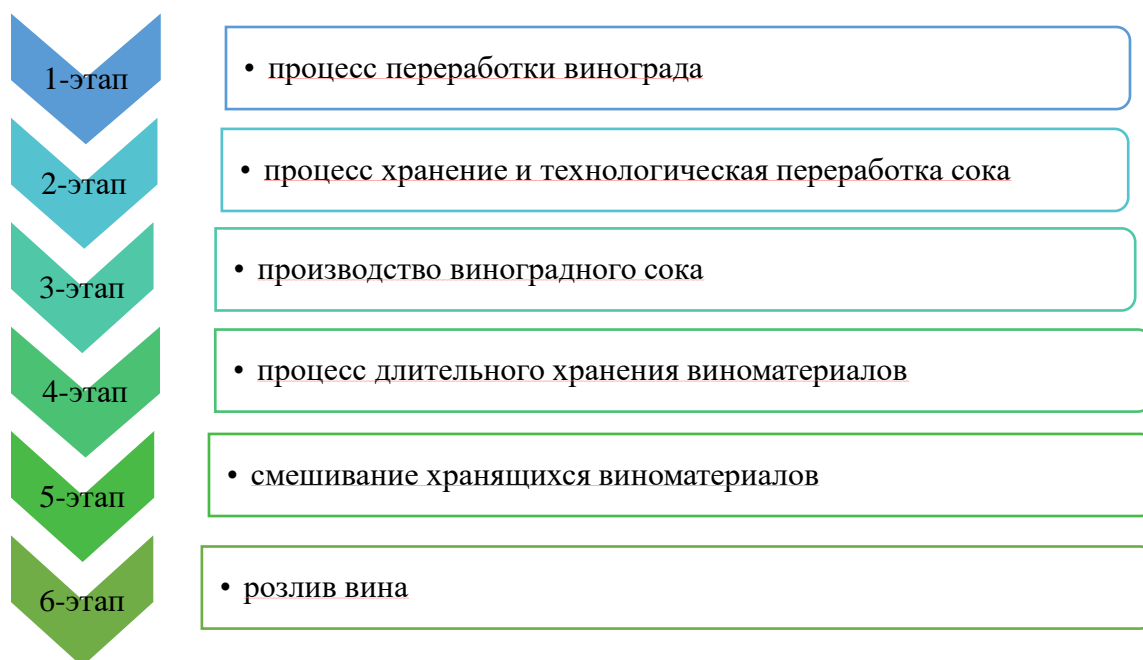 1-этап
• процесс переработки винограда
2-этап
• процесс хранение и технологическая переработка сока
3-этап
• производство виноградного сока
4-этап
• процесс длительного хранения виноматериалов
5-этап
• смешивание хранящихся виноматериалов
6-этап
• розлив вина